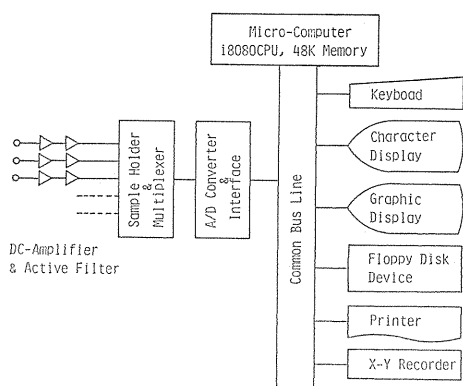 Micro-Computer
i8080CPU, 48K Memory
Keyboad
Character
Display
Graphic
Display
Floppy Disk
Device
Printer
X-Y Recorder
Common Bus Line
A/D Converter
&
Interface
Sample Holder
&
Multiplexer
DC-Amplifier
& Active Filter